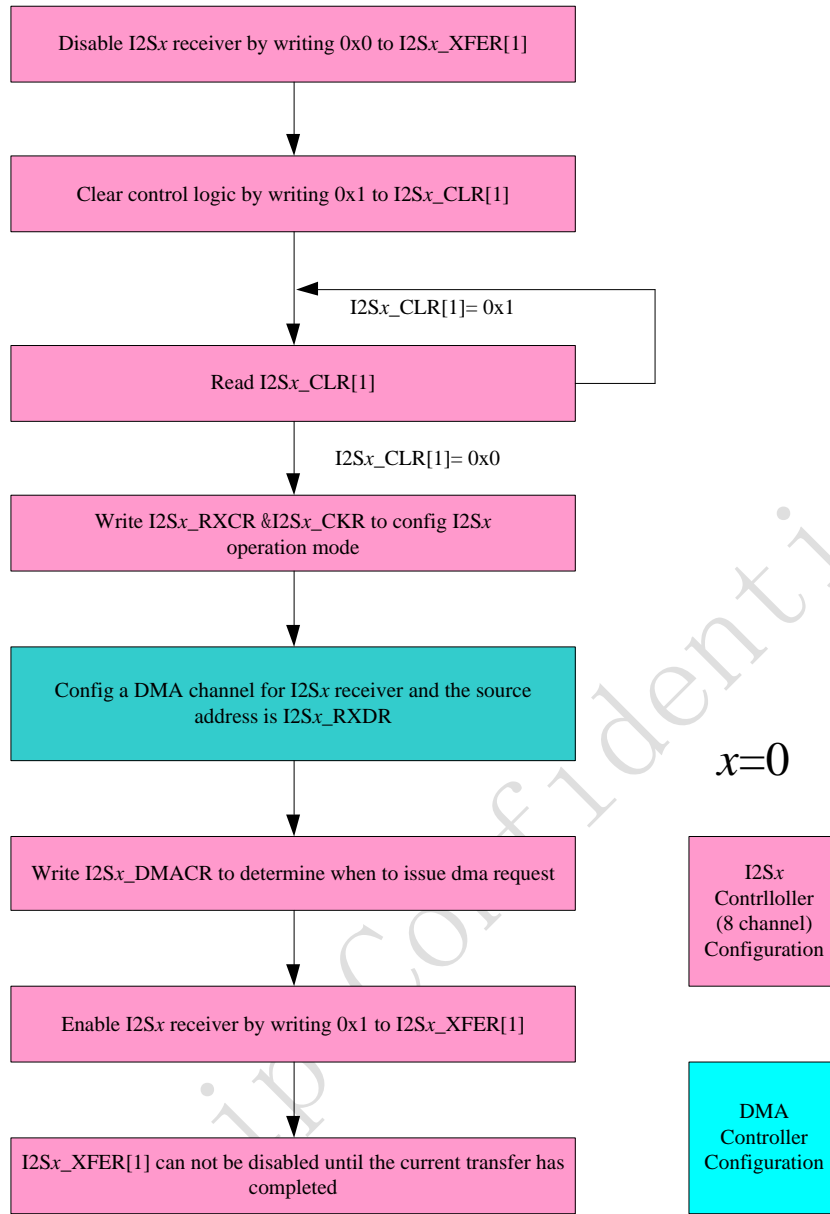 Disable I2Sx receiver by writing 0x0 to I2Sx_XFER[1]
Clear control logic by writing 0x1 to I2Sx_CLR[1]
I2Sx_CLR[1]= 0x1
Read I2Sx_CLR[1]
I2Sx_CLR[1]= 0x0
Write I2Sx_RXCR &I2Sx_CKR to config I2Sx
operation mode
Config a DMA channel for I2Sx receiver and the source
address is I2Sx_RXDR
x=0
Write I2Sx_DMACR to determine when to issue dma request
I2Sx
Contrlloller
(8 channel)
Configuration
Enable I2Sx receiver by writing 0x1 to I2Sx_XFER[1]
I2Sx_XFER[1] can not be disabled until the current transfer has
completed
DMA
Controller
Configuration
ip Confidenti